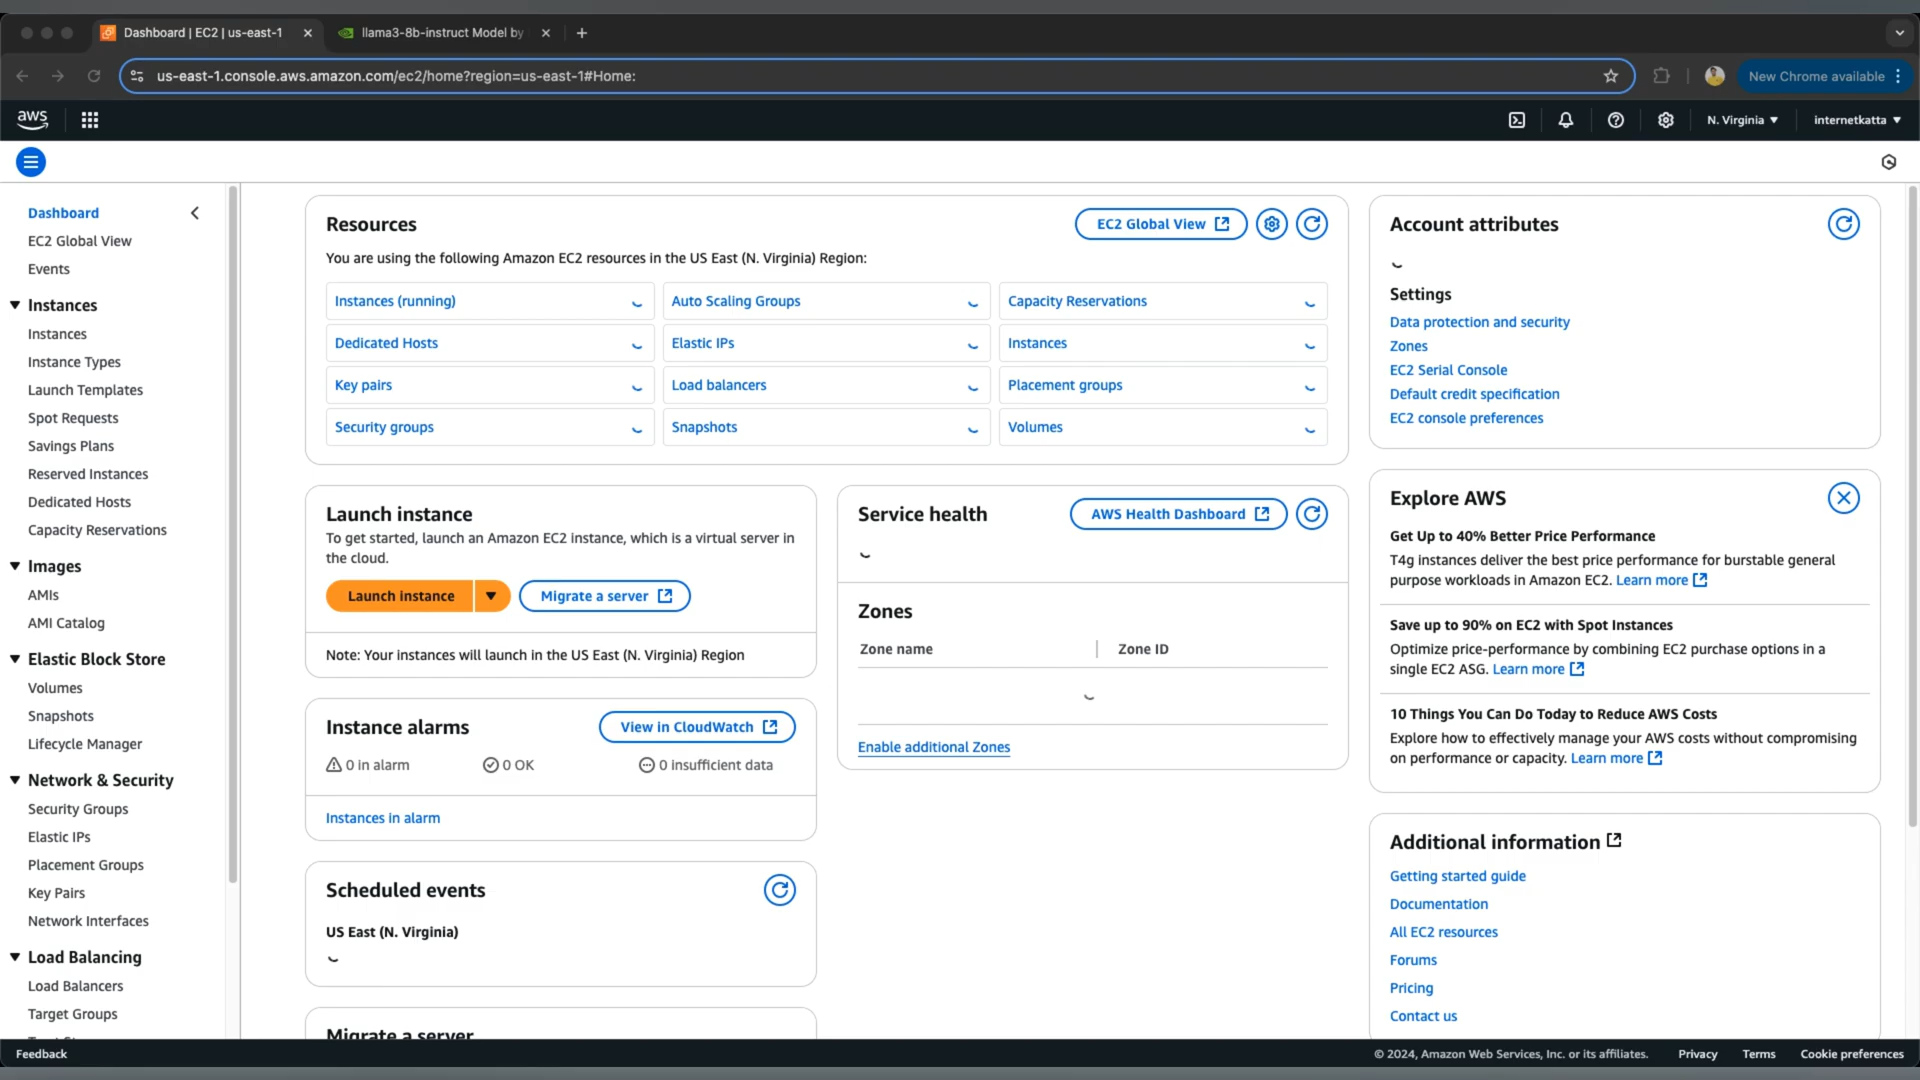 Dashboard | EC2 | us-east-1
llama3-8b-instruct Model by
us-east-1.console.aws.amazon.com/ec2/home?region=us-east-1#Home:
New Chrome available
aws
N. Virginia
internetkatta
Dashboard
EC2 Global View
Events
Instances
Instances
Instance Types
Launch Templates
Spot Requests
Savings Plans
Reserved Instances
Dedicated Hosts
Capacity Reservations
Images
AMIs
AMI Catalog
Elastic Block Store
Volumes
Snapshots
Lifecycle Manager
Network & Security
Security Groups
Elastic IPs
Placement Groups
Key Pairs
Network Interfaces
Load Balancing
Load Balancers
Target Groups
Resources
EC2 Global View
You are using the following Amazon EC2 resources in the US East (N. Virginia) Region:
Instances (running)
Auto Scaling Groups
Capacity Reservations
Dedicated Hosts
Elastic IPs
Instances
Key pairs
Load balancers
Placement groups
Security groups
Snapshots
Volumes
Launch instance
To get started, launch an Amazon EC2 instance, which is a virtual server in
the cloud.
Launch instance
Migrate a server
Note: Your instances will launch in the US East (N. Virginia) Region
Instance alarms
View in CloudWatch
0 in alarm
0 OK
0 insufficient data
Instances in alarm
Scheduled events
US East (N. Virginia)
Migrate a server
Service health
AWS Health Dashboard
Zones
Zone name
Zone ID
Enable additional Zones
Account attributes
Settings
Data protection and security
Zones
EC2 Serial Console
Default credit specification
EC2 console preferences
Explore AWS
Get Up to 40% Better Price Performance
T4g instances deliver the best price performance for burstable general
purpose workloads in Amazon EC2. Learn more
Save up to 90% on EC2 with Spot Instances
Optimize price-performance by combining EC2 purchase options in a
single EC2 ASG. Learn more
10 Things You Can Do Today to Reduce AWS Costs
Explore how to effectively manage your AWS costs without compromising
on performance or capacity. Learn more
Additional information
Getting started guide
Documentation
All EC2 resources
Forums
Pricing
Contact us
Feedback
© 2024, Amazon Web Services, Inc. or its affiliates.
Privacy
Terms
Cookie preferences